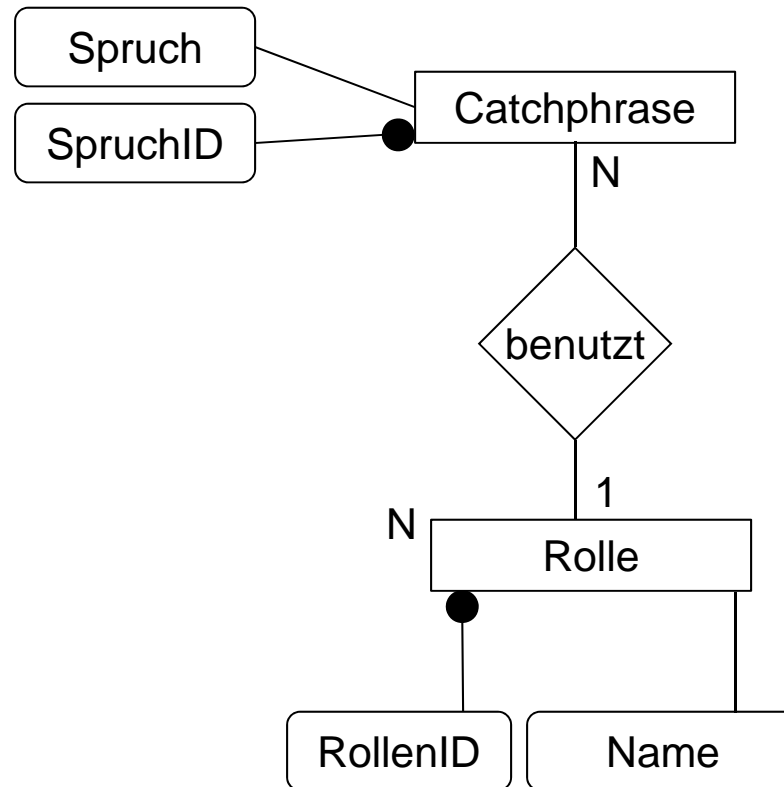 Spruch
Catchphrase
SpruchID
N
benutzt
1
N
Rolle
RollenID
Name